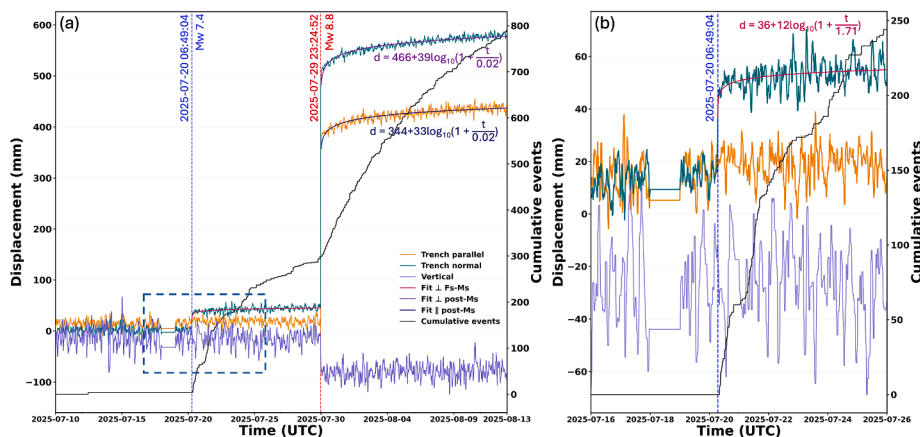 (a)
2025-07-20 06:49:04
Mw 7.4
2025-07-29 23:24:52
Mw 8.8
d = 466+39log10(1+ t/0.02)
d = 344+33log10(1+ t/0.02)
Displacement (mm)
600
500
400
300
200
100
0
−100
Cumulative events
800
700
600
500
400
300
200
100
0
Trench parallel
Trench normal
Vertical
Fit ⊥ Fs-Ms
Fit ⊥ post-Ms
Fit ∥ post-Ms
Cumulative events
2025-07-10 2025-07-15 2025-07-20 2025-07-25 2025-07-30 2025-08-04 2025-08-09 2025-08-13
Time (UTC)
(b)
2025-07-20 06:49:04
d = 36+12log10(1+ t/1.71)
Displacement (mm)
60
40
20
0
−20
−40
−60
Cumulative events
250
200
150
100
50
0
2025-07-16 2025-07-18 2025-07-20 2025-07-22 2025-07-24 2025-07-26
Time (UTC)